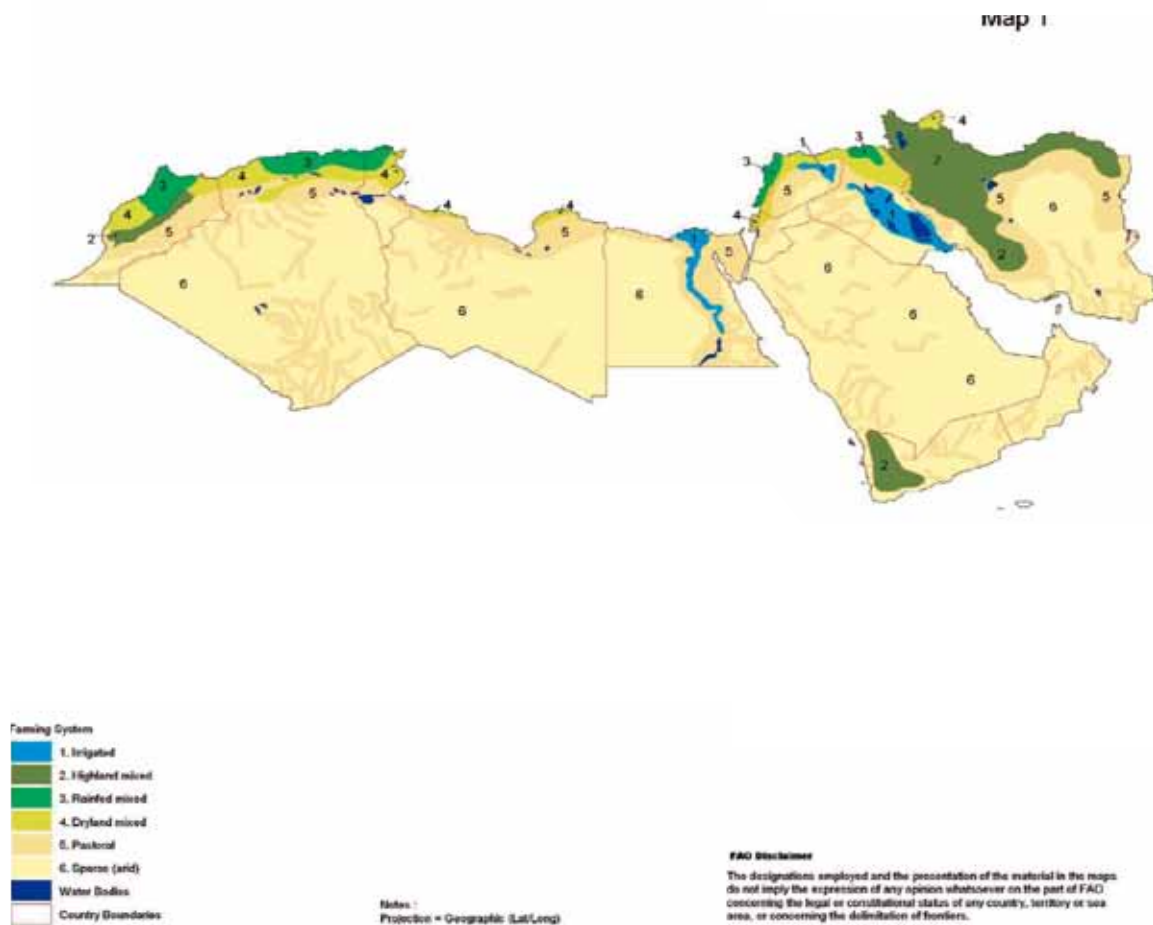 Map 1
Farming System
1. Irrigated
2. Highland mixed
3. Rainfed mixed
4. Dryland mixed
5. Pastoral
6. Sparse (arid)
Water Bodies
Country Boundaries
Notes :
Projection = Geographic (Lat/Long)
FAO Disclaimer
The designations employed and the presentation of the material in the maps
do not imply the expression of any opinion whatsoever on the part of FAO
concerning the legal or constitutional status of any country, territory or sea
area, or concerning the delimitation of frontiers.